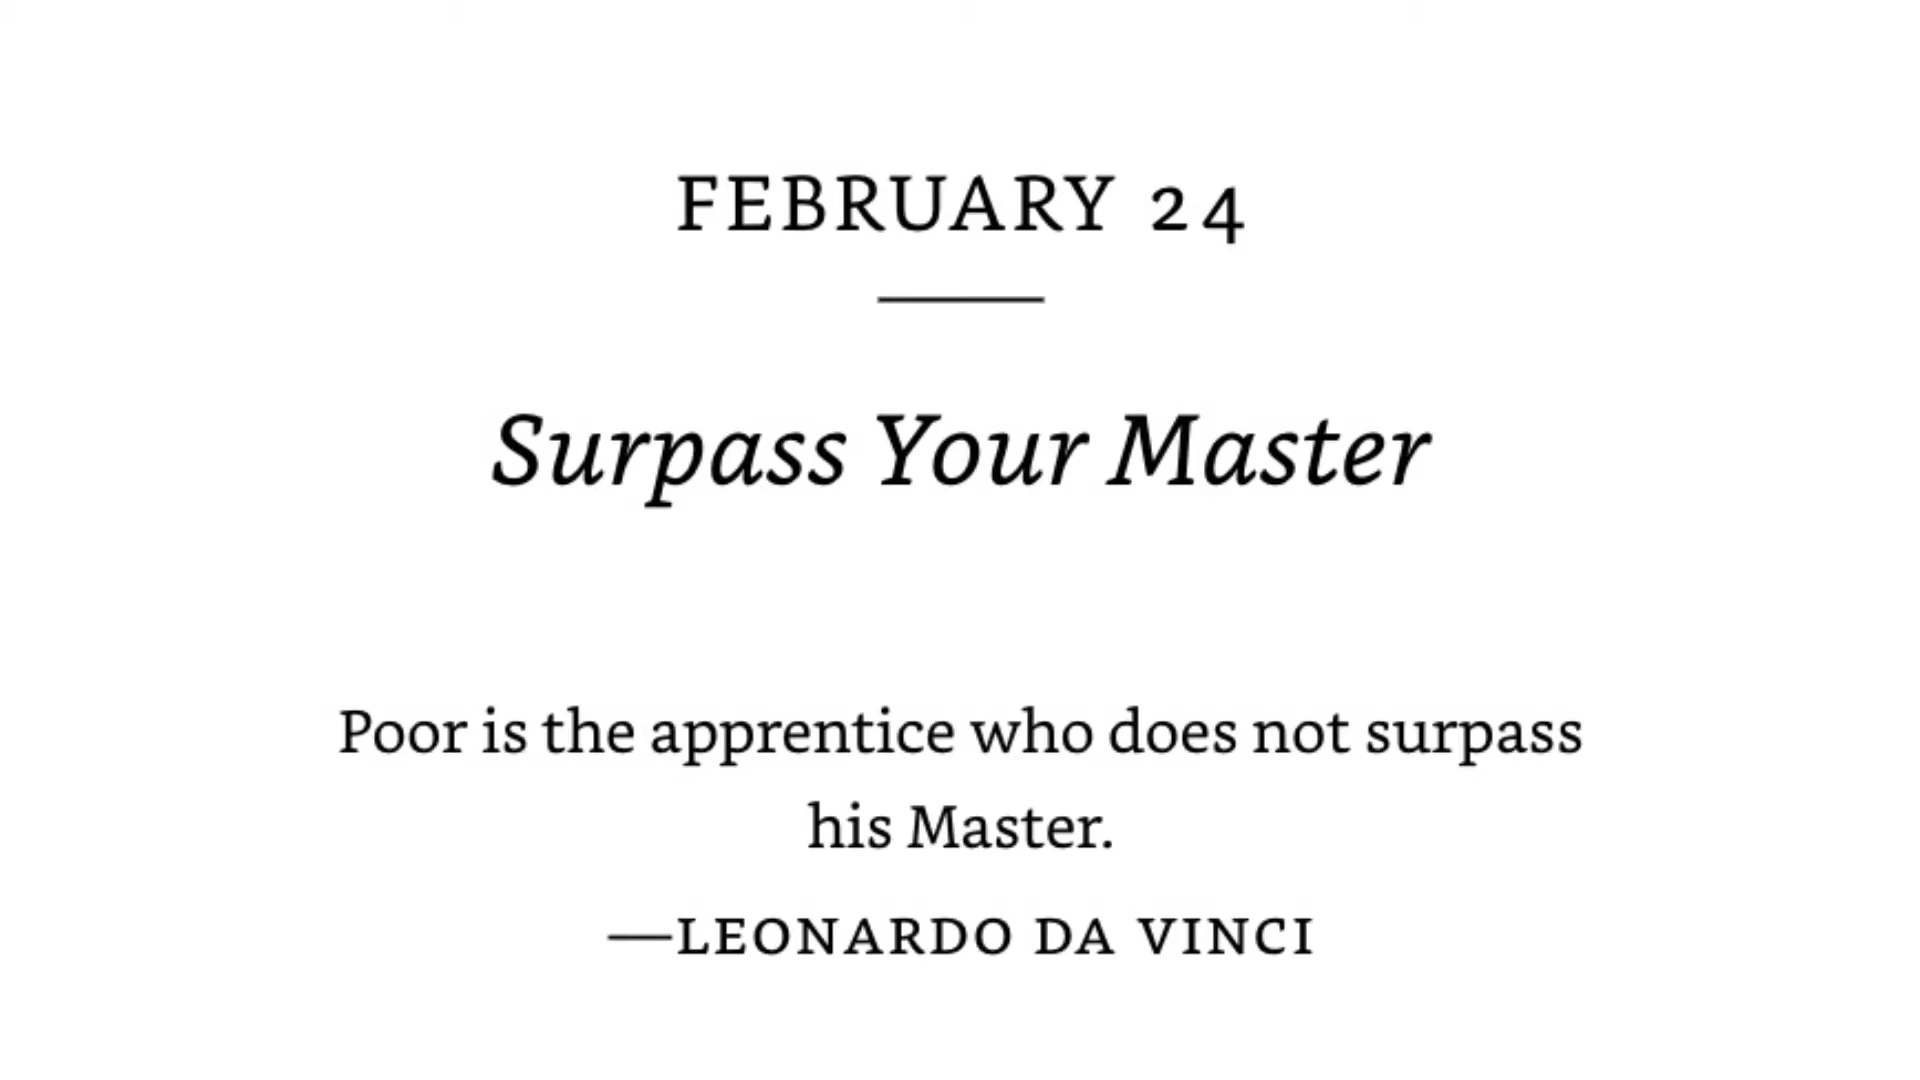 FEBRUARY 24
Surpass Your Master
Poor is the apprentice who does not surpass
his Master.
—LEONARDO DA VINCI